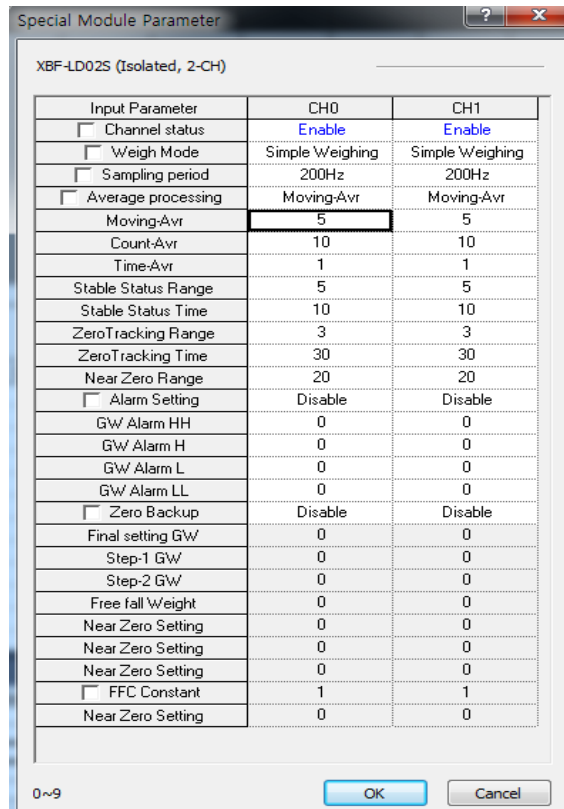 Special Module Parameter
XBF-LD02S (Isolated, 2-CH)
Input Parameter CH0 CH1
Channel status Enable Enable
Weigh Mode Simple Weighing Simple Weighing
Sampling period 200Hz 200Hz
Average processing Moving-Avr Moving-Avr
Moving-Avr 5 5
Count-Avr 10 10
Time-Avr 1 1
Stable Status Range 5 5
Stable Status Time 10 10
ZeroTracking Range 3 3
ZeroTracking Time 30 30
Near Zero Range 20 20
Alarm Setting Disable Disable
GW Alarm HH 0 0
GW Alarm H 0 0
GW Alarm L 0 0
GW Alarm LL 0 0
Zero Backup Disable Disable
Final setting GW 0 0
Step-1 GW 0 0
Step-2 GW 0 0
Free fall Weight 0 0
Near Zero Setting 0 0
Near Zero Setting 0 0
Near Zero Setting 0 0
FFC Constant 1 1
Near Zero Setting 0 0
0~9 OK Cancel